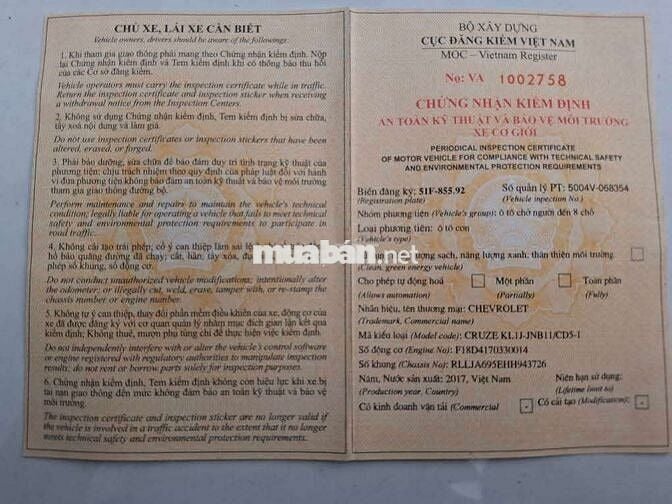 CHỦ XE, LÁI XE CẦN BIẾT
Vehicle owners, drivers should be aware of the followings:
1. Khi tham gia giao thông phải mang theo Chứng nhận kiểm định. Nộp
lại Chứng nhận kiểm định và Tem kiểm định khi có thông báo thu hồi
của các Cơ sở đăng kiểm.
Vehicle operators must carry the inspection certificate while in traffic.
Return the inspection certificate and inspection sticker when receiving
a withdrawal notice from the Inspection Centers.
2. Không sử dụng Chứng nhận kiểm định, Tem kiểm định bị sửa chữa,
tẩy xoá nội dung và làm giả.
Do not use inspection certificates or inspection stickers that have been
altered, erased, or forged.
3. Phải bảo dưỡng, sửa chữa để bảo đảm duy trì tình trạng kỹ thuật của
phương tiện; chịu trách nhiệm theo quy định của pháp luật đối với hành
vi đưa phương tiện không bảo đảm an toàn kỹ thuật và bảo vệ môi trường
tham gia giao thông đường bộ.
Perform maintenance and repairs to maintain the vehicle's technical
condition; legally liable for operating a vehicle that fails to meet technical
safety and environmental protection requirements to participate in
road traffic.
4. Không cải tạo trái phép; cố ý can thiệp làm sai lệ
hồ báo quãng đường đã chạy; cắt, hàn, tẩy xóa, đục
phép số khung, số động cơ.
Do not conduct unauthorized vehicle modifications; intentionally alter
the odometer; or illegally cut, weld, erase, tamper with, or re-stamp the
chassis number or engine number.
5. Không tự ý can thiệp, thay đổi phần mềm điều khiển của xe, động cơ của
xe đã được đăng ký với cơ quan quản lý nhằm mục đích gian lận kết quả
kiểm định; Không thuê, mượn phụ tùng chỉ để thực hiện việc kiểm định.
Do not independently interfere with or alter the vehicle's control software
or engine registered with regulatory authorities to manipulate inspection
results; do not rent or borrow parts solely for inspection purposes.
6. Chứng nhận kiểm định, Tem kiểm định không còn hiệu lực khi xe bị
tai nạn giao thông đến mức không đảm bảo an toàn kỹ thuật và bảo vệ
môi trường.
The inspection certificate and inspection sticker are no longer valid if
the vehicle is involved in a traffic accident to the extent that it no longer
meets technical safety and environmental protection requirements.
muaban.net
BỘ XÂY DỰNG
CỤC ĐĂNG KIỂM VIỆT NAM
MOC – Vietnam Register
No: VA 1002758
CHỨNG NHẬN KIỂM ĐỊNH
AN TOÀN KỸ THUẬT VÀ BẢO VỆ MÔI TRƯỜNG
XE CƠ GIỚI
PERIODICAL INSPECTION CERTIFICATE
OF MOTOR VEHICLE FOR COMPLIANCE WITH TECHNICAL SAFETY
AND ENVIRONMENTAL PROTECTION REQUIREMENTS
Biển đăng ký: 51F-855.92 Số quản lý PT: 5004V-068354
(Registration plate) (Vehicle inpection No.)
Nhóm phương tiện (Vehicle's group): ô tô chở người đến 8 chỗ
Loại phương tiện: ô tô con
(Vehicle's type)
lượng sạch, năng lượng xanh, thân thiện môi trường
(Clean, green energy vehicle)
Cho phép tự động hoá Một phần Toàn phần
(Allows automation) (Partially) (Fully)
Nhãn hiệu, tên thương mại: CHEVROLET
(Trademark, Commercial name)
Mã kiểu loại (Model code): CRUZE KL1J-JNB11/CD5-1
Số động cơ (Engine No): F18D4170330014
Số khung (Chassis No): RLLJA695EHH943726
Năm, Nước sản xuất: 2017, Việt Nam Niên hạn sử dụng:
(Production year, Country) (Lifetime limit to)
Có kinh doanh vận tải (Commercial Có cải tạo (Modification):